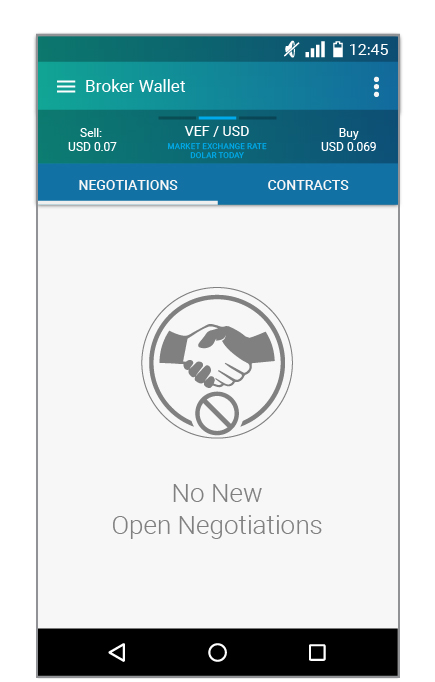 12:45
Broker Wallet
Sell:
USD 0.07
VEF / USD
MARKET EXCHANGE RATE
DOLAR TODAY
Buy
USD 0.069
NEGOTIATIONS
CONTRACTS
No New
Open Negotiations